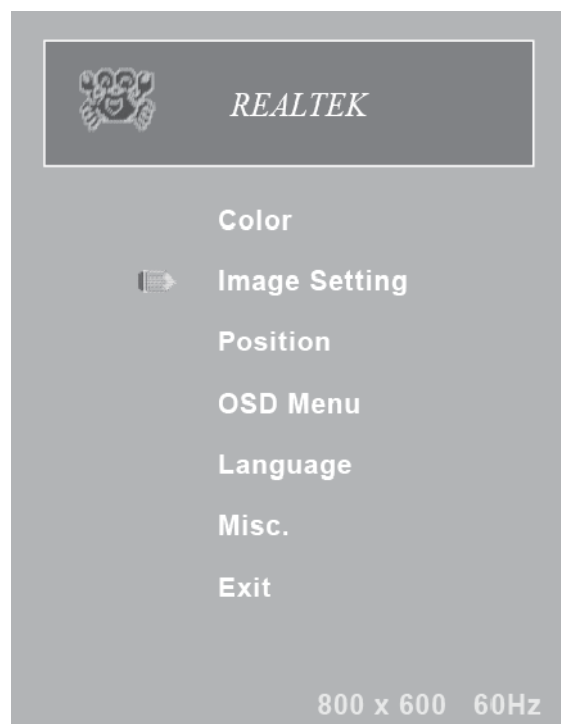 REALTEK
Color
Image Setting
Position
OSD Menu
Language
Misc.
Exit
800 x 600 60Hz